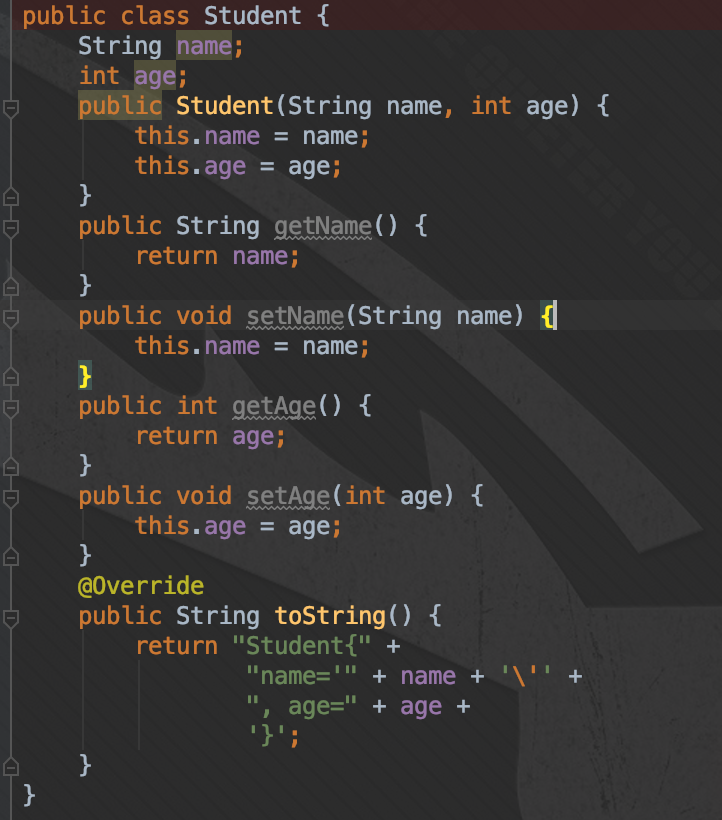 public class Student {
String name;
int age;
public Student(String name, int age) {
this.name = name;
this.age = age;
}
public String getName() {
return name;
}
public void setName(String name) {
this.name = name;
}
public int getAge() {
return age;
}
public void setAge(int age) {
this.age = age;
}
@Override
public String toString() {
return "Student{" +
"name='" + name + '\'' +
", age=" + age +
'}';
}
}